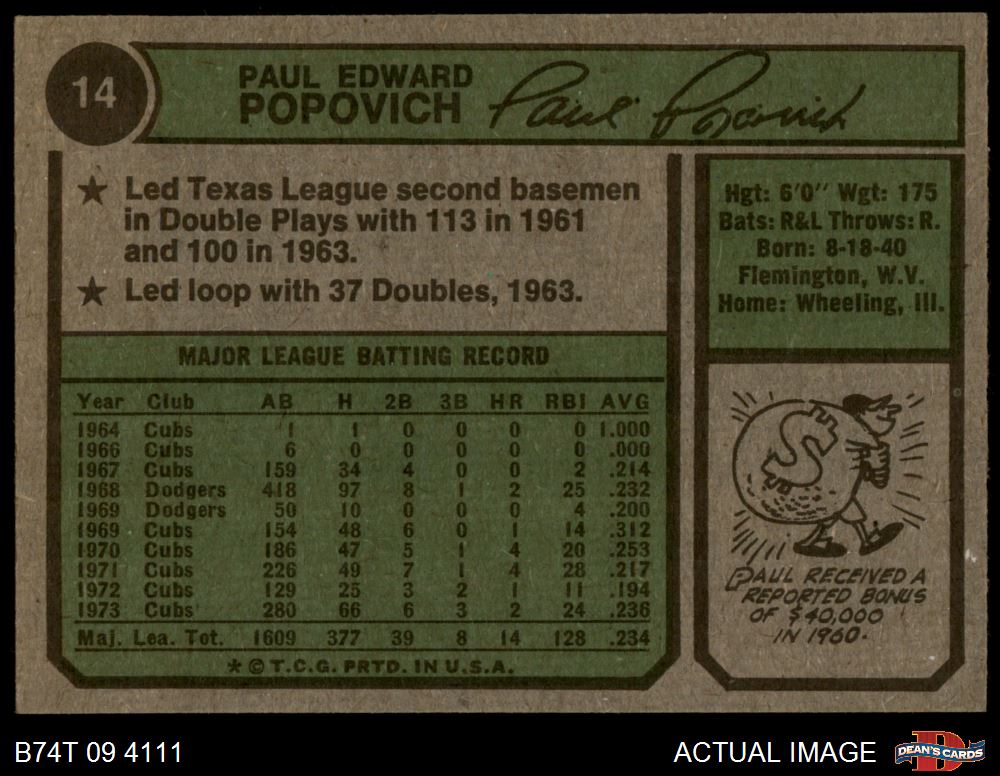 14
PAUL EDWARD
POPOVICH
Paul Popovich
★ Led Texas League second basemen
in Double Plays with 113 in 1961
and 100 in 1963.
★ Led loop with 37 Doubles, 1963.
Hgt: 6'0" Wgt: 175
Bats: R&L Throws: R.
Born: 8-18-40
Flemington, W.V.
Home: Wheeling, Ill.
MAJOR LEAGUE BATTING RECORD
Year Club AB H 2B 3B HR RBI AVG
1964 Cubs 1 1 0 0 0 0 1.000
1966 Cubs 6 0 0 0 0 0 .000
1967 Cubs 159 34 4 0 0 2 .214
1968 Dodgers 418 97 8 1 2 25 .232
1969 Dodgers 50 10 0 0 0 4 .200
1969 Cubs 154 48 6 0 1 14 .312
1970 Cubs 186 47 5 1 4 20 .253
1971 Cubs 226 49 7 1 4 28 .217
1972 Cubs 129 25 3 2 1 11 .194
1973 Cubs 280 66 6 3 2 24 .236
Maj. Lea. Tot. 1609 377 39 8 14 128 .234
* © T.C.G. PRTD. IN U.S.A.
$
PAUL RECEIVED A
REPORTED BONUS
OF $40,000
IN 1960.
B74T 09 4111
ACTUAL IMAGE
DEAN'S CARDS